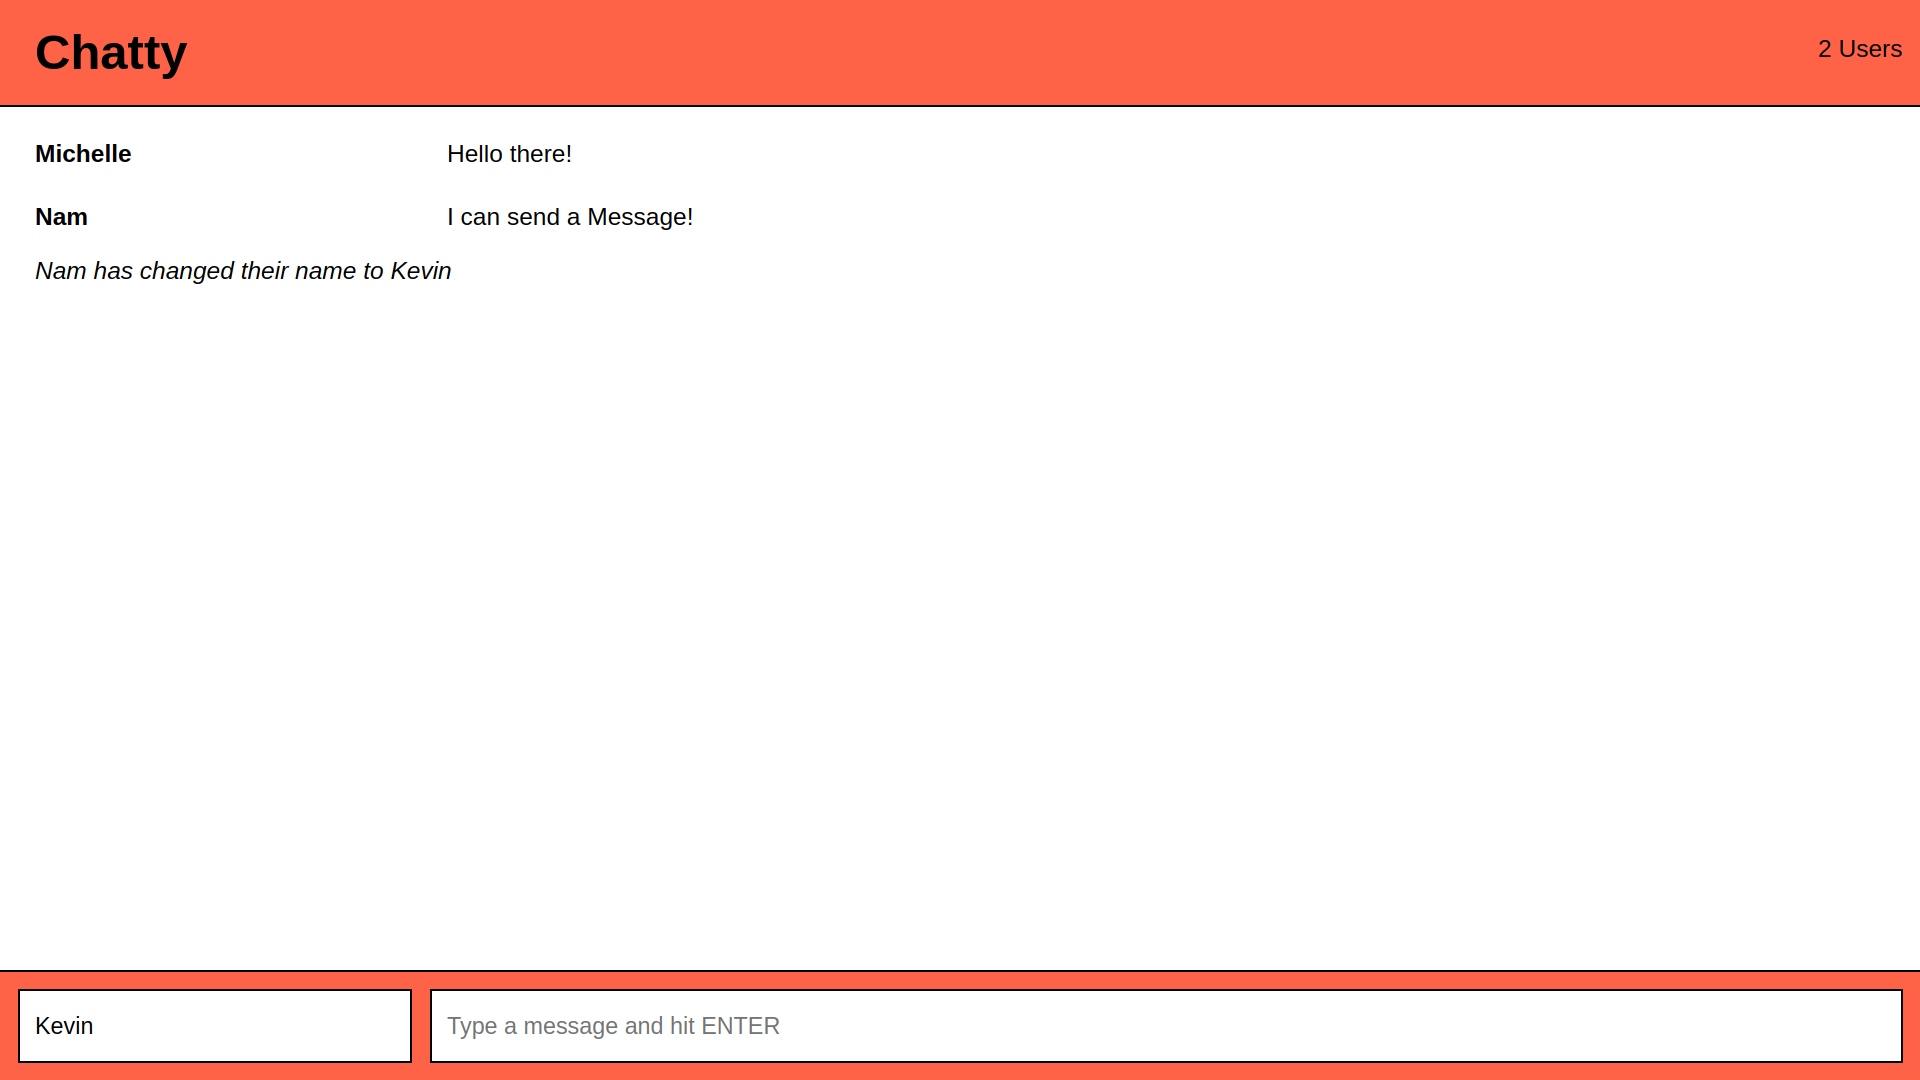 Chatty
2 Users
Michelle Hello there!
Nam I can send a Message!
Nam has changed their name to Kevin
Kevin Type a message and hit ENTER